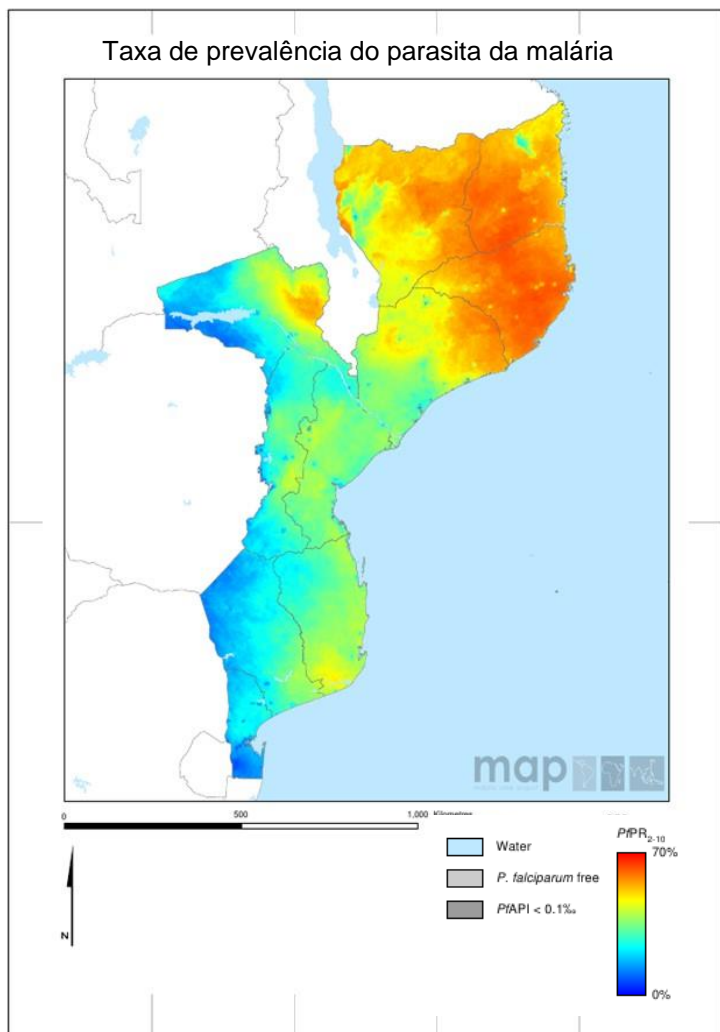 Taxa de prevalência do parasita da malária
map
0
500
1,000
Kilometres
Water
P. falciparum free
PfAPI < 0.1‰
PfPR2-10
70%
0%
N